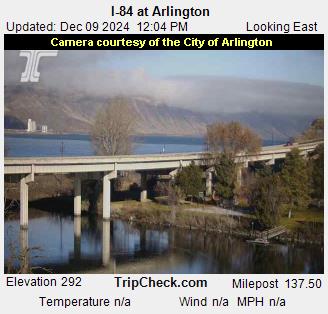 I-84 at Arlington
Updated: Dec 09 2024 12:04 PM Looking East
Camera courtesy of the City of Arlington
Elevation 292 TripCheck.com Milepost 137.50
Temperature n/a Wind n/a MPH n/a